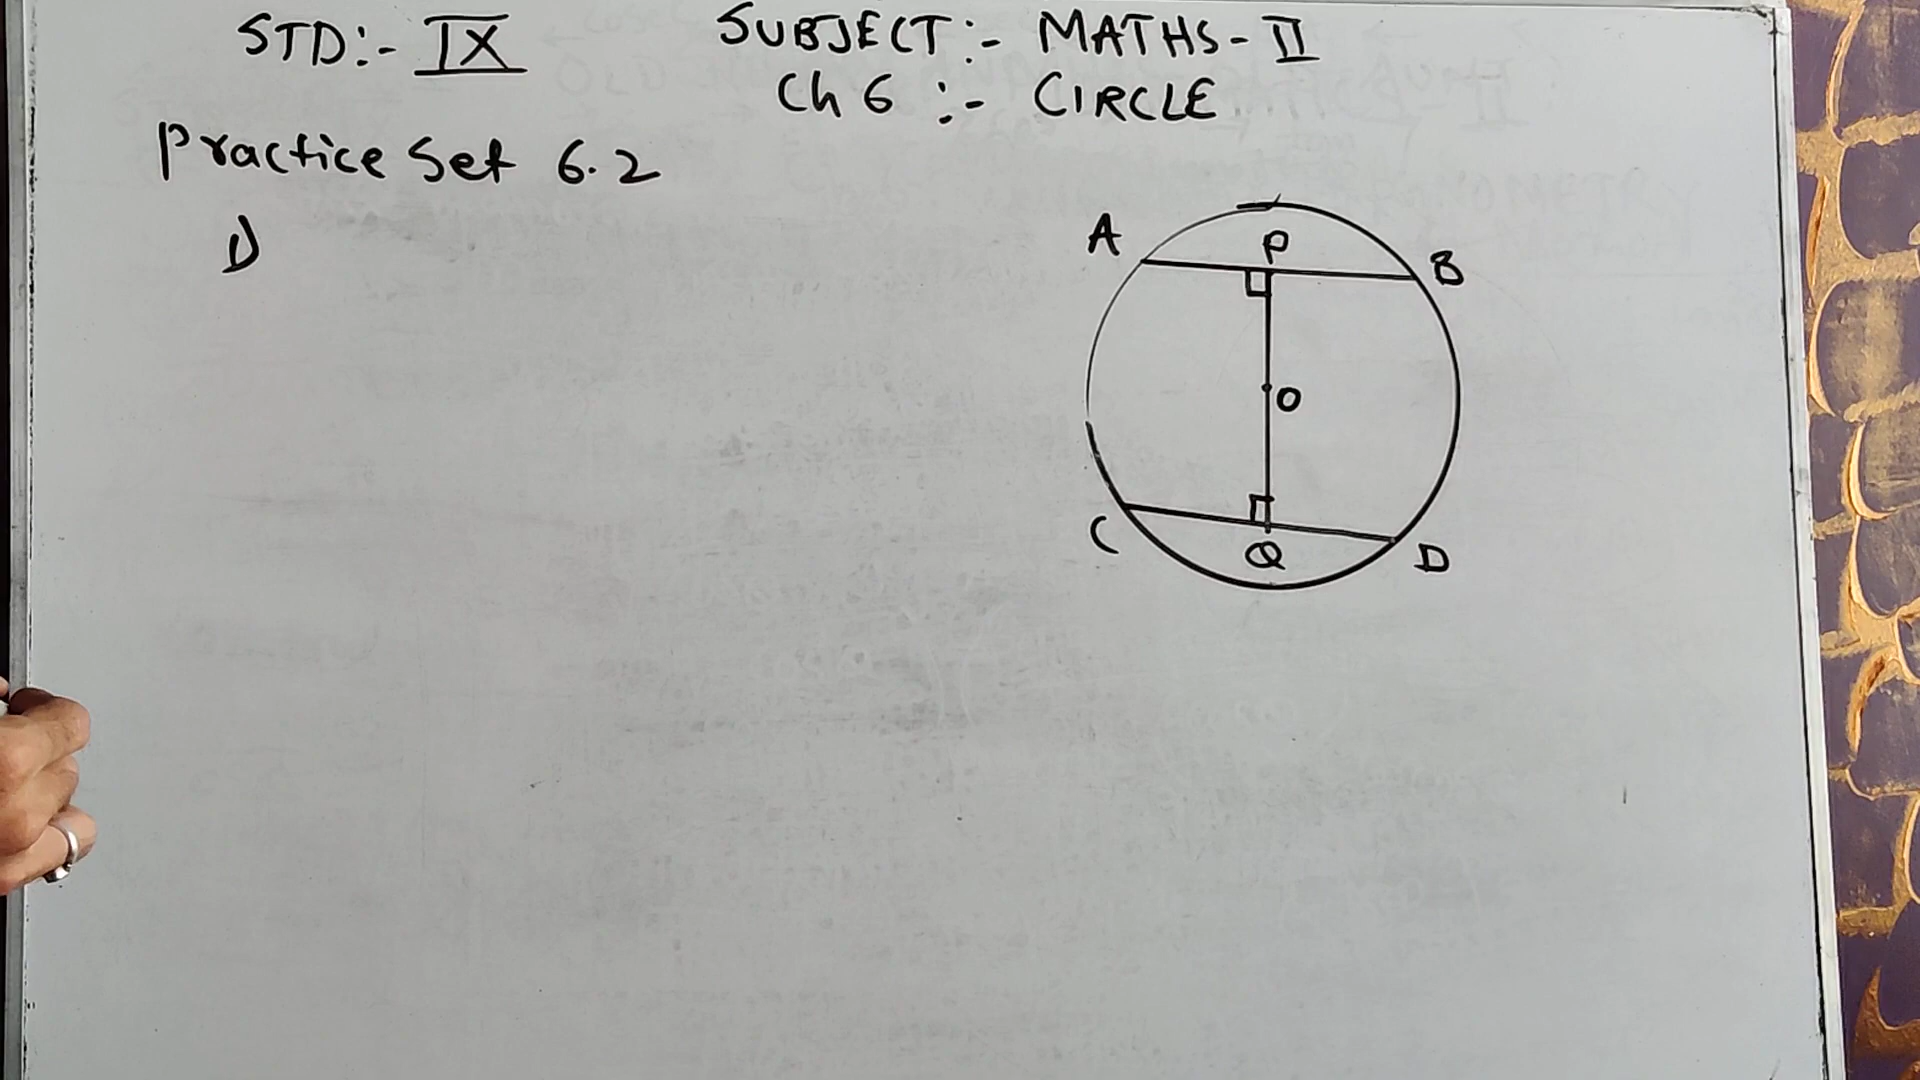 STD:- IX
SUBJECT:- MATHS-II
Ch 6 :- CIRCLE
Practice Set 6.2
1)
A
P
B
O
C
Q
D